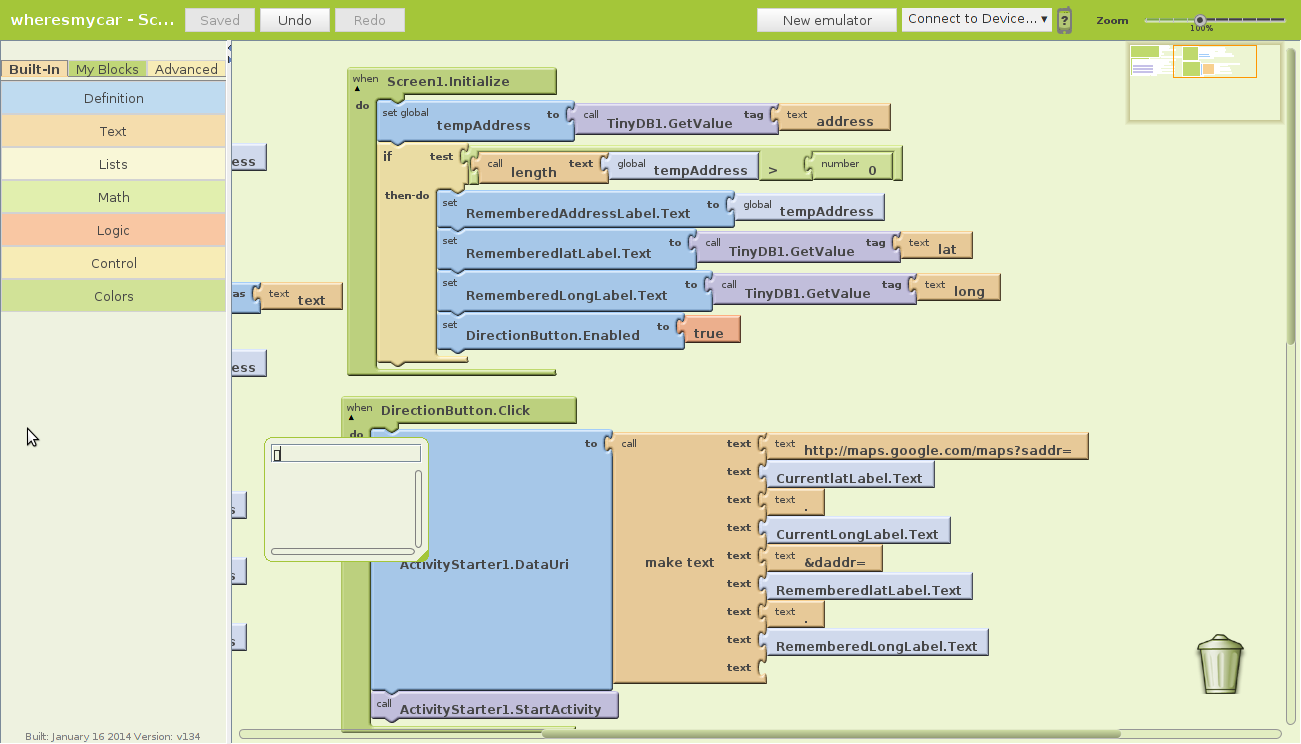 wheresmycar - Sc...
Saved
Undo
Redo
New emulator
Connect to Device...
?
Zoom
100%
Built-In
My Blocks
Advanced
Definition
Text
Lists
Math
Logic
Control
Colors
Built: January 16 2014 Version: v134
ess
as text text
ess
s
s
s
when Screen1.Initialize
do
set global tempAddress to call TinyDB1.GetValue tag text address
if test call length text global tempAddress > number 0
then-do
set RememberedAddressLabel.Text to global tempAddress
set RememberedlatLabel.Text to call TinyDB1.GetValue tag text lat
set RememberedLongLabel.Text to call TinyDB1.GetValue tag text long
set DirectionButton.Enabled to true
when DirectionButton.Click
do
ActivityStarter1.DataUri to call make text
text text http://maps.google.com/maps?saddr=
text CurrentlatLabel.Text
text text .
text CurrentLongLabel.Text
text text &daddr=
text RememberedlatLabel.Text
text text .
text RememberedLongLabel.Text
text
call ActivityStarter1.StartActivity